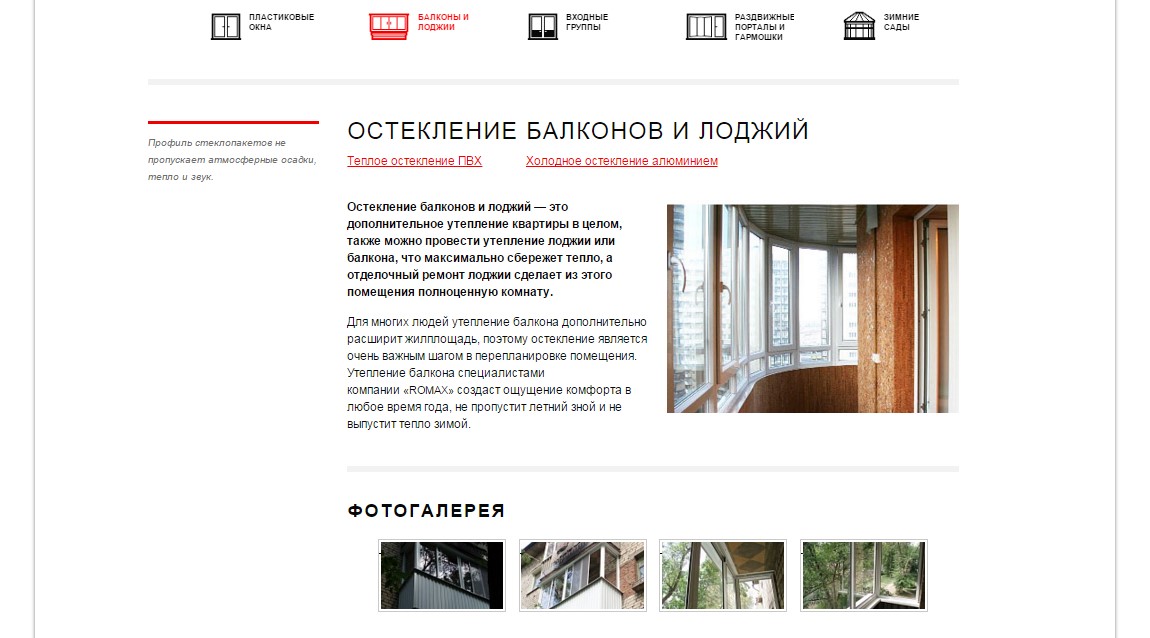 ПЛАСТИКОВЫЕ
ОКНА
БАЛКОНЫ И
ЛОДЖИИ
ВХОДНЫЕ
ГРУППЫ
РАЗДВИЖНЫЕ
ПОРТАЛЫ И
ГАРМОШКИ
ЗИМНИЕ
САДЫ
Профиль стеклопакетов не
пропускает атмосферные осадки,
тепло и звук.
ОСТЕКЛЕНИЕ БАЛКОНОВ И ЛОДЖИЙ
Теплое остекление ПВХ Холодное остекление алюминием
Остекление балконов и лоджий — это
дополнительное утепление квартиры в целом,
также можно провести утепление лоджии или
балкона, что максимально сбережет тепло, а
отделочный ремонт лоджии сделает из этого
помещения полноценную комнату.
Для многих людей утепление балкона дополнительно
расширит жилплощадь, поэтому остекление является
очень важным шагом в перепланировке помещения.
Утепление балкона специалистами
компании «ROMAX» создаст ощущение комфорта в
любое время года, не пропустит летний зной и не
выпустит тепло зимой.
ФОТОГАЛЕРЕЯ